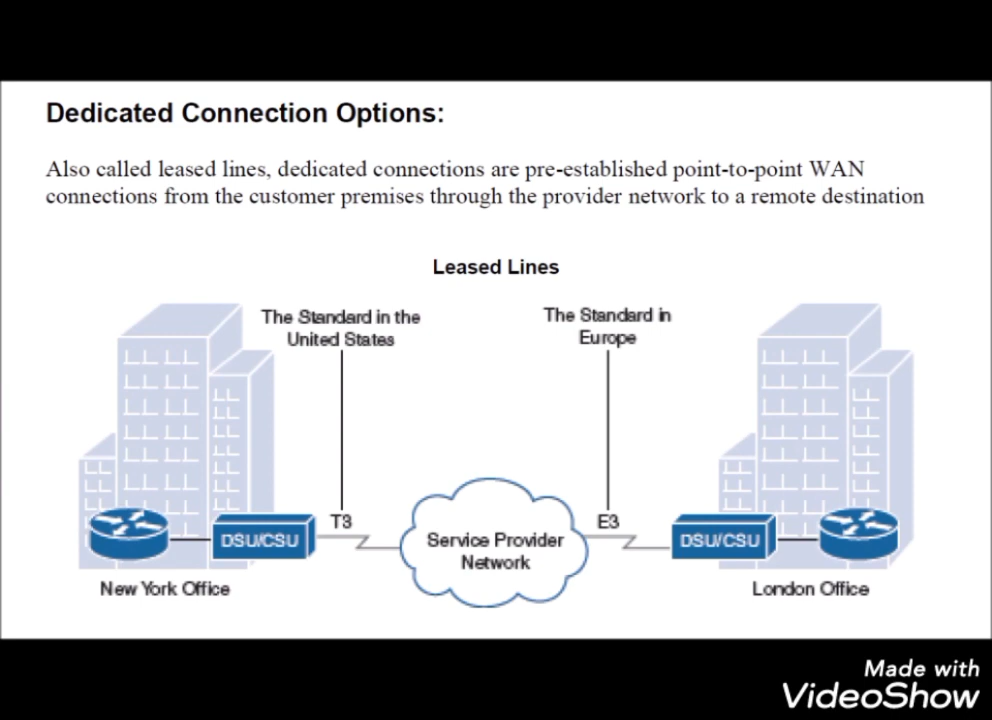 Dedicated Connection Options:
Also called leased lines, dedicated connections are pre-established point-to-point WAN
connections from the customer premises through the provider network to a remote destination
Leased Lines
The Standard in the
United States
The Standard in
Europe
T3
E3
DSU/CSU
Service Provider
Network
DSU/CSU
New York Office
London Office
Made with
VideoShow